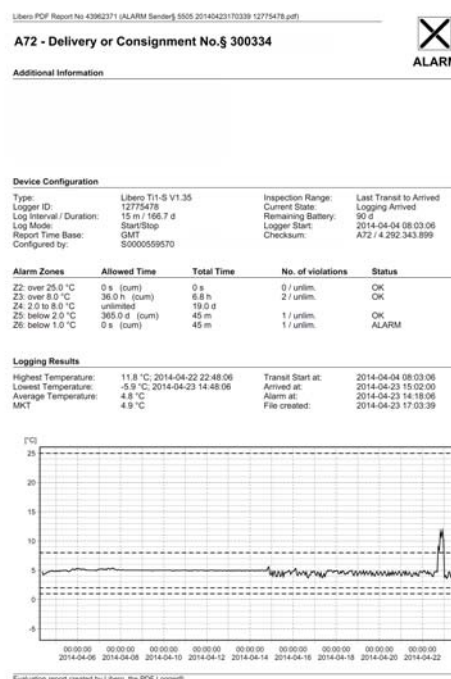 Libero PDF Report No 43962371 (ALARM Sender§ 5505 20140423170339 12775478.pdf)
A72 - Delivery or Consignment No.§ 300334
ALARM
Additional Information
Device Configuration
Type: Libero Ti1-S V1.35 Inspection Range: Last Transit to Arrived
Logger ID: 12775478 Current State: Logging Arrived
Log Interval / Duration: 15 m / 166.7 d Remaining Battery: 90 d
Log Mode: Start/Stop Logger Start: 2014-04-04 08:03:06
Report Time Base: GMT Checksum: A72 / 4.292.343.899
Configured by: S0000559570
Alarm Zones Allowed Time Total Time No. of violations Status
Z2: over 25.0 °C 0 s (cum) 0 s 0 / unlim. OK
Z3: over 8.0 °C 36.0 h (cum) 6.8 h 2 / unlim. OK
Z4: 2.0 to 8.0 °C unlimited 19.0 d
Z5: below 2.0 °C 365.0 d (cum) 45 m 1 / unlim. OK
Z6: below 1.0 °C 0 s (cum) 45 m 1 / unlim. ALARM
Logging Results
Highest Temperature: 11.8 °C; 2014-04-22 22:48:06 Transit Start at: 2014-04-04 08:03:06
Lowest Temperature: -5.9 °C; 2014-04-23 14:48:06 Arrived at: 2014-04-23 15:02:00
Average Temperature: 4.8 °C Alarm at: 2014-04-23 14:18:06
MKT 4.9 °C File created: 2014-04-23 17:03:39
[°C]
25
20
15
10
5
0
-5
00:00:00 00:00:00 00:00:00 00:00:00 00:00:00 00:00:00 00:00:00 00:00:00 00:00:00
2014-04-06 2014-04-08 2014-04-10 2014-04-12 2014-04-14 2014-04-16 2014-04-18 2014-04-20 2014-04-22
Evaluation report created by Libero, the PDF Logger®